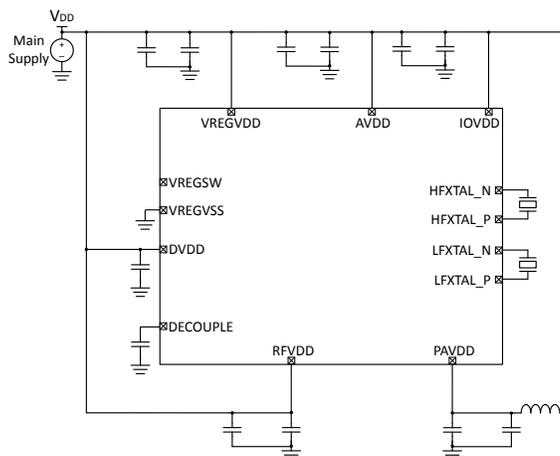 VDD
Main
Supply
+
−
VREGVDD
AVDD
IOVDD
VREGSW
HFXTAL_N
VREGVSS
HFXTAL_P
DVDD
LFXTAL_N
LFXTAL_P
DECOUPLE
RFVDD
PAVDD